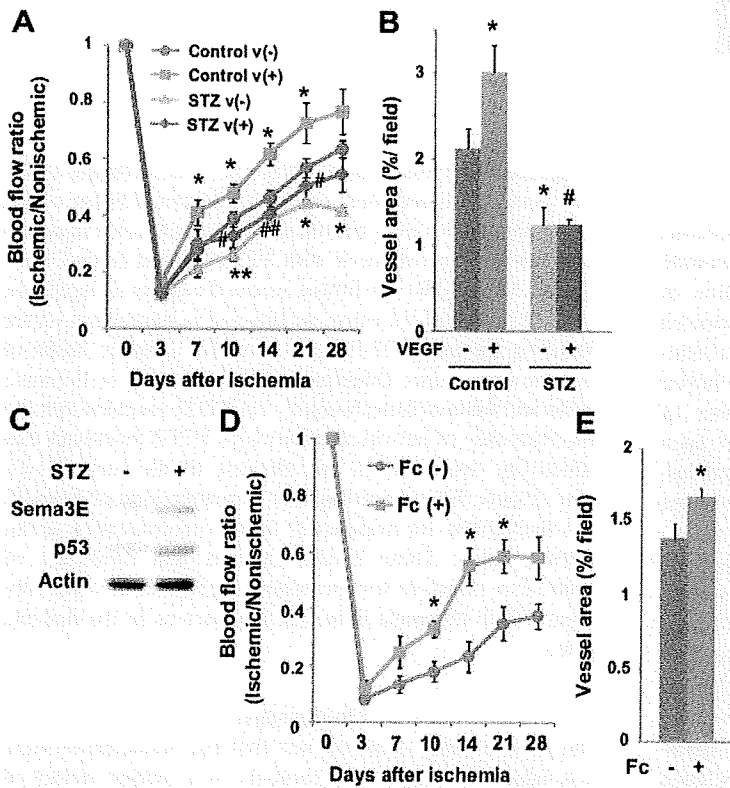 A
Blood flow ratio
(Ischemic/Nonischemic)
1
0.8
0.6
0.4
0.2
0
Control v(-)
Control v(+)
STZ v(-)
STZ v(+)
* * * *
# ## #
** * *
0 3 7 10 14 21 28
Days after Ischemia
B
Vessel area (%/ field)
3
2
1
0
*
* #
VEGF - + - +
Control STZ
C
STZ - +
Sema3E
p53
Actin
D
Blood flow ratio
(Ischemic/Nonischemic)
1
0.8
0.6
0.4
0.2
0
Fc (-)
Fc (+)
* * *
0 3 7 10 14 21 28
Days after ischemia
E
Vessel area (%/ field)
2
1.5
1
0.5
0
*
Fc - +